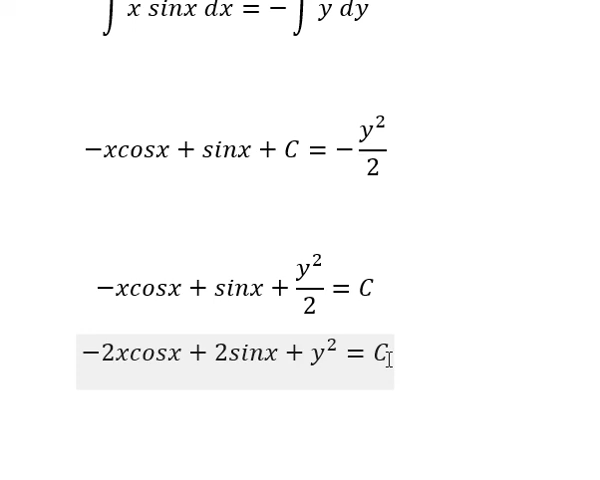 ∫ x sinx dx = − ∫ y dy
−xcosx + sinx + C = − y²/2
−xcosx + sinx + y²/2 = C
−2xcosx + 2sinx + y² = C